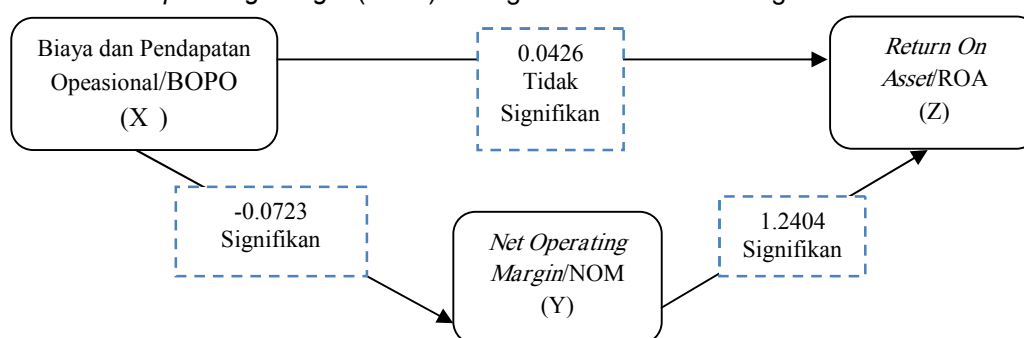 Biaya dan Pendapatan
Opeasional/BOPO
(X )
0.0426
Tidak
Signifikan
Return On
Asset/ROA
(Z)
-0.0723
Signifikan
Net Operating
Margin/NOM
(Y)
1.2404
Signifikan